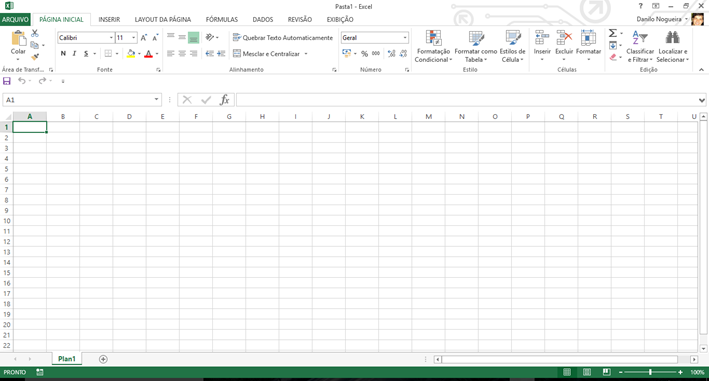 Pasta1 - Excel
ARQUIVO PÁGINA INICIAL INSERIR LAYOUT DA PÁGINA FÓRMULAS DADOS REVISÃO EXIBIÇÃO Danilo Nogueira
Colar
Calibri 11
N I S
Quebrar Texto Automaticamente
Mesclar e Centralizar
Geral
% 000
Formatação Condicional
Formatar como Tabela
Estilos de Célula
Inserir Excluir Formatar
Classificar e Filtrar
Localizar e Selecionar
Área de Transf... Fonte Alinhamento Número Estilo Células Edição
A1 fx
A B C D E F G H I J K L M N O P Q R S T U
1
2
3
4
5
6
7
8
9
10
11
12
13
14
15
16
17
18
19
20
21
22
Plan1
PRONTO 100%